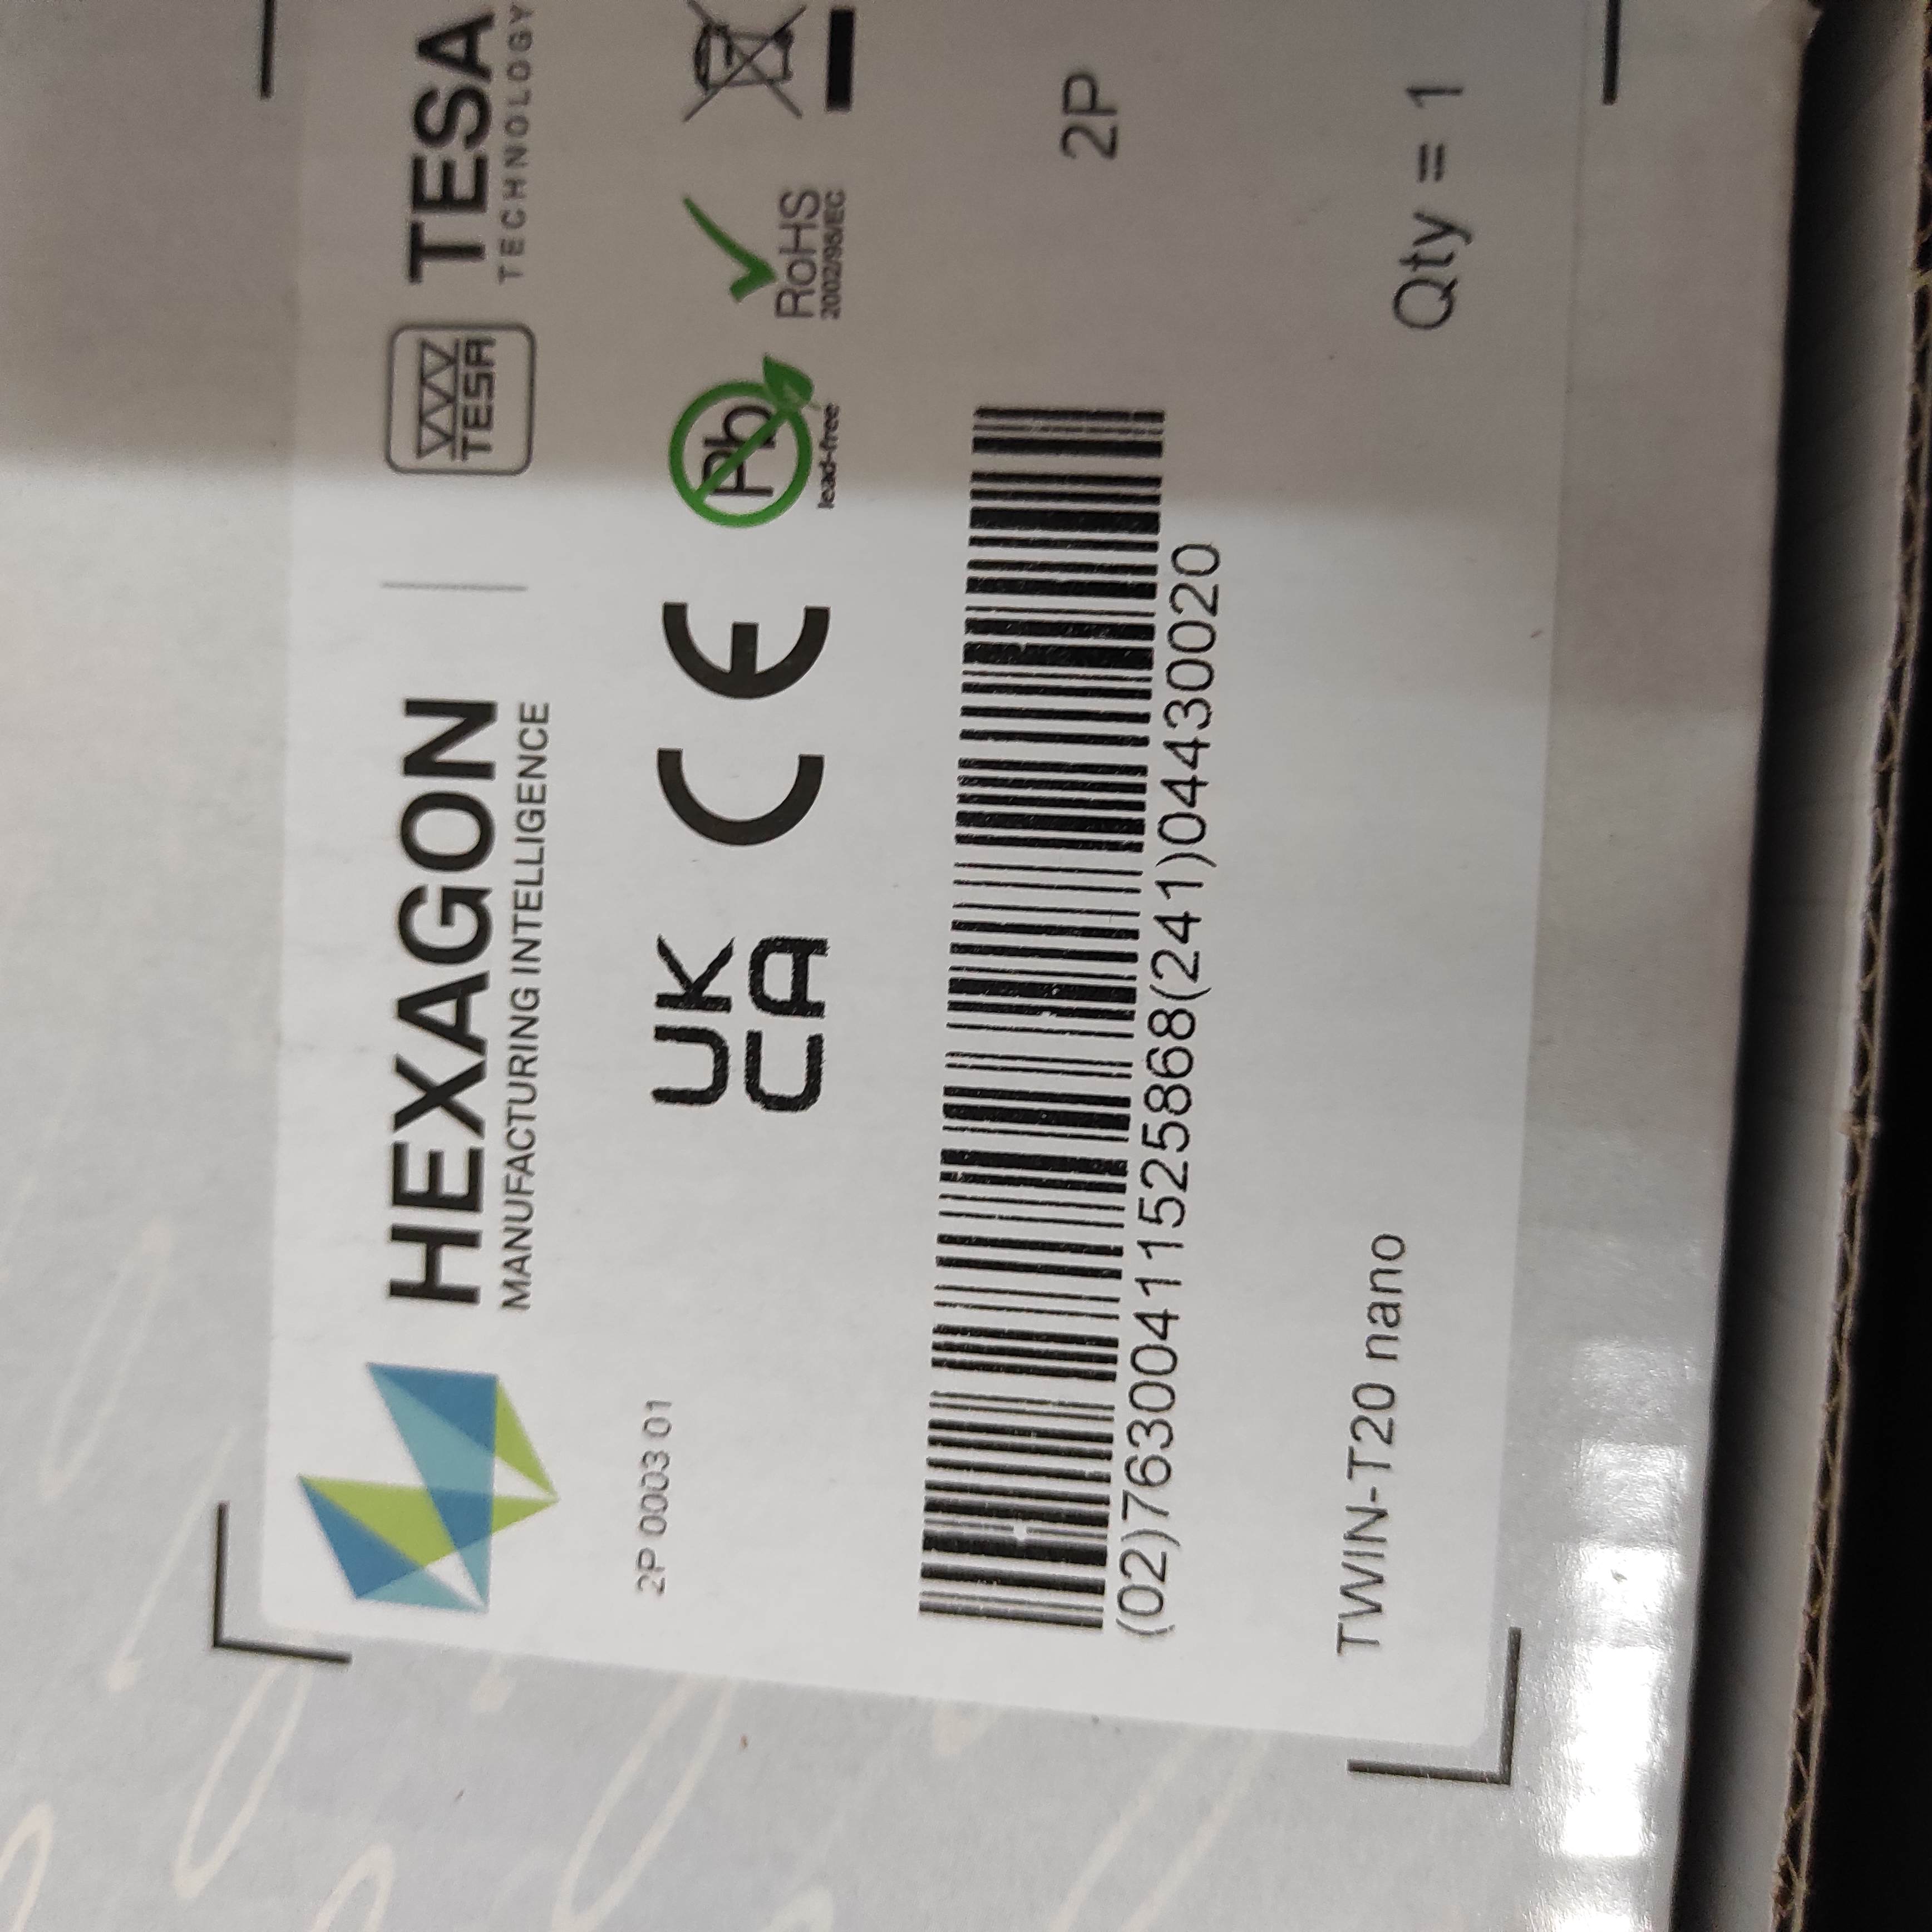 HEXAGON
MANUFACTURING INTELLIGENCE
TESA
TESA
TECHNOLOGY
2P 0003 01
UK
CA
CE
Pb
lead-free
RoHS
2002/95/EC
(02)7630041152586​8(241)04430020
2P
TWIN-T20 nano
Qty = 1